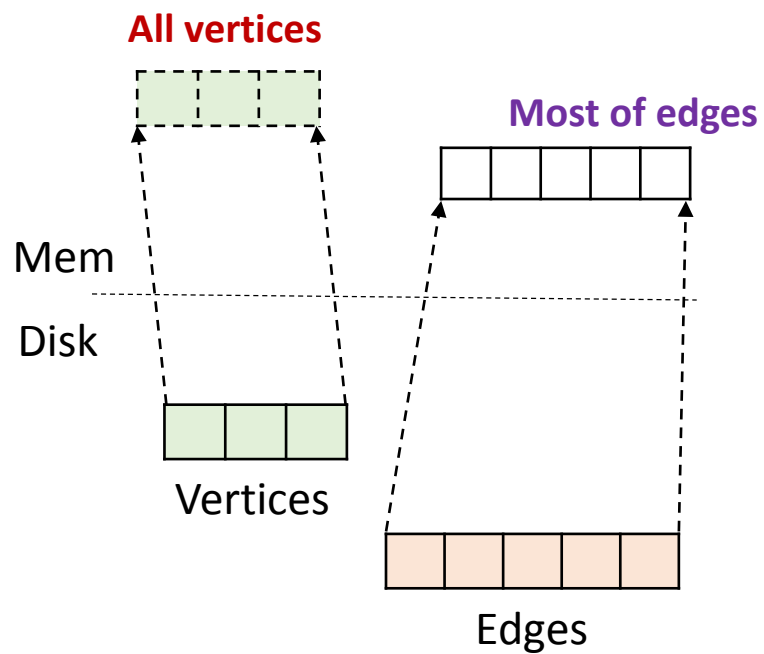 All vertices
Most of edges
Mem
Disk
Vertices
Edges